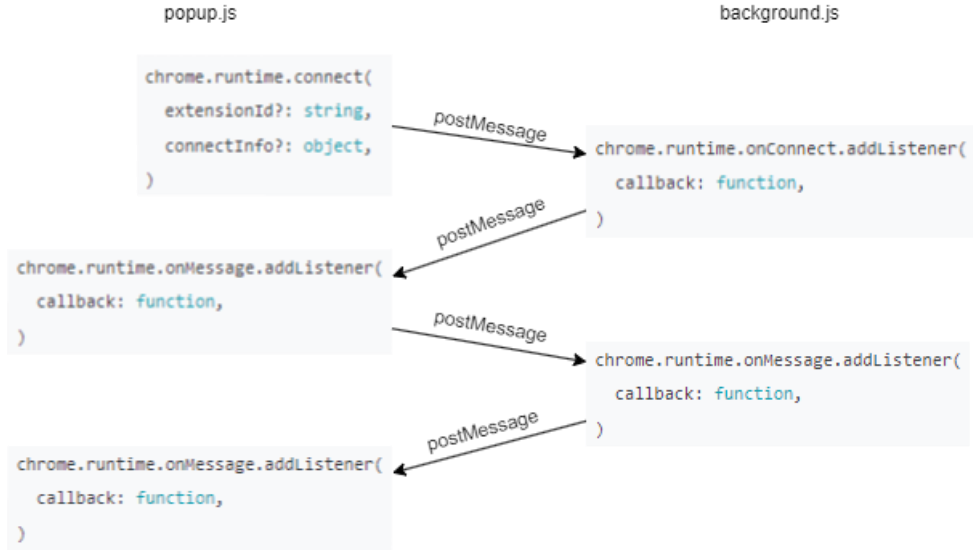 popup.js
background.js
chrome.runtime.connect(
extensionId?: string,
connectInfo?: object,
)
postMessage
chrome.runtime.onConnect.addListener(
callback: function,
)
postMessage
chrome.runtime.onMessage.addListener(
callback: function,
)
postMessage
chrome.runtime.onMessage.addListener(
callback: function,
)
postMessage
chrome.runtime.onMessage.addListener(
callback: function,
)